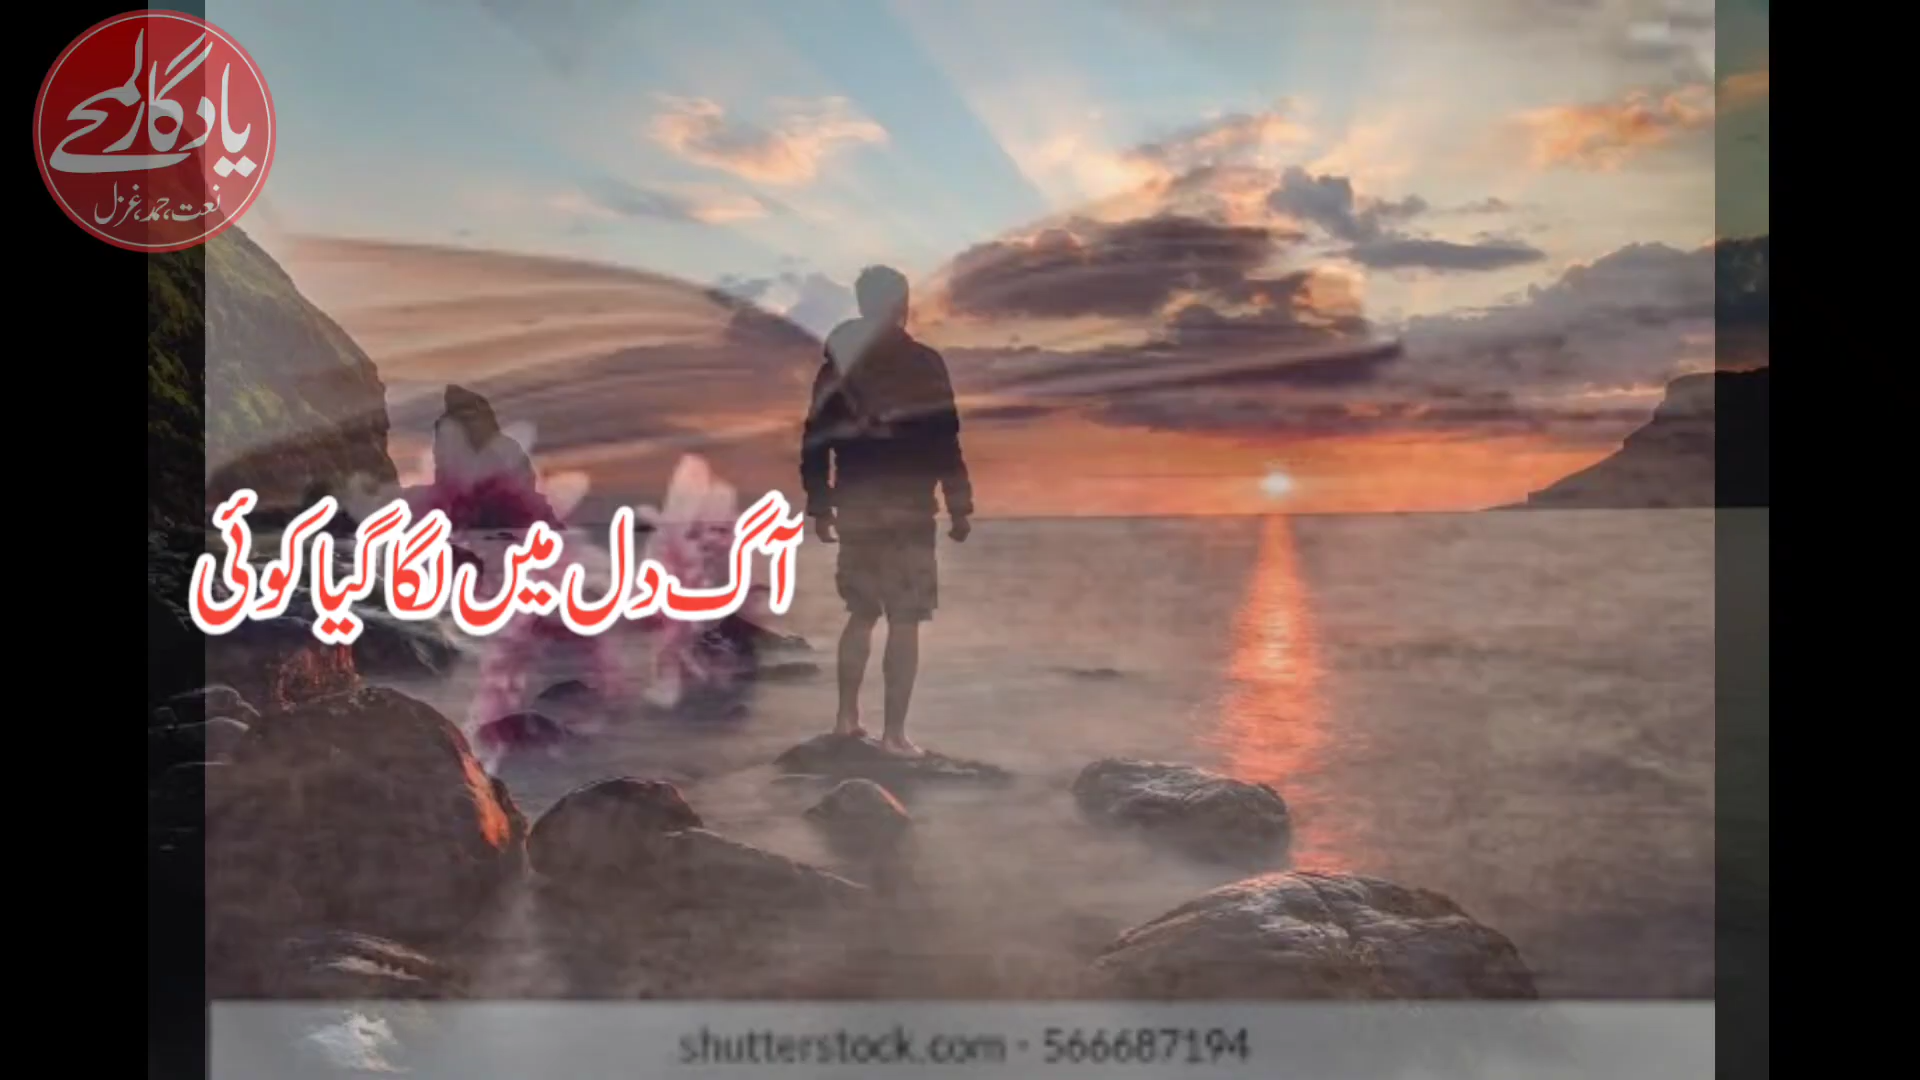 یادگار لمحے
نعت، حمد، غزل
آگ دل میں لگا گیا کوئی
shutterstock.com · 566687194